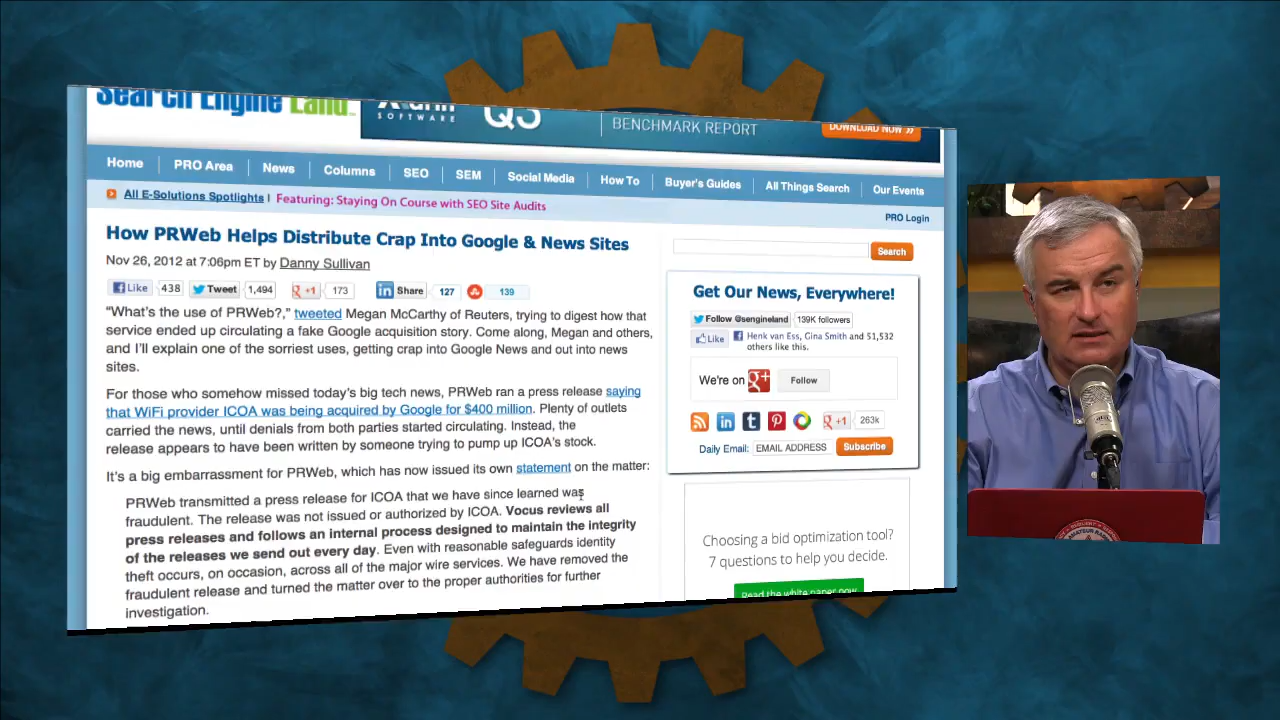 Search Engine Land
SOFTWARE
Q3
BENCHMARK REPORT
DOWNLOAD NOW »
Home
PRO Area
News
Columns
SEO
SEM
Social Media
How To
Buyer's Guides
All Things Search
Our Events
All E-Solutions Spotlights | Featuring: Staying On Course with SEO Site Audits
PRO Login
How PRWeb Helps Distribute Crap Into Google & News Sites
Nov 26, 2012 at 7:06pm ET by Danny Sullivan
Like 438 Tweet 1,494 +1 173 Share 127 139
“What’s the use of PRWeb?,” tweeted Megan McCarthy of Reuters, trying to digest how that
service ended up circulating a fake Google acquisition story. Come along, Megan and others,
and I’ll explain one of the sorriest uses, getting crap into Google News and out into news
sites.
For those who somehow missed today’s big tech news, PRWeb ran a press release saying
that WiFi provider ICOA was being acquired by Google for $400 million. Plenty of outlets
carried the news, until denials from both parties started circulating. Instead, the
release appears to have been written by someone trying to pump up ICOA’s stock.
It’s a big embarrassment for PRWeb, which has now issued its own statement on the matter:
PRWeb transmitted a press release for ICOA that we have since learned was
fraudulent. The release was not issued or authorized by ICOA. Vocus reviews all
press releases and follows an internal process designed to maintain the integrity
of the releases we send out every day. Even with reasonable safeguards identity
theft occurs, on occasion, across all of the major wire services. We have removed the
fraudulent release and turned the matter over to the proper authorities for further
investigation.
Search
Get Our News, Everywhere!
Follow @sengineland 139K followers
Like Henk van Ess, Gina Smith and 51,532
others like this.
We're on g+ Follow
+1 263k
Daily Email: EMAIL ADDRESS Subscribe
Choosing a bid optimization tool?
7 questions to help you decide.
Read the white paper now